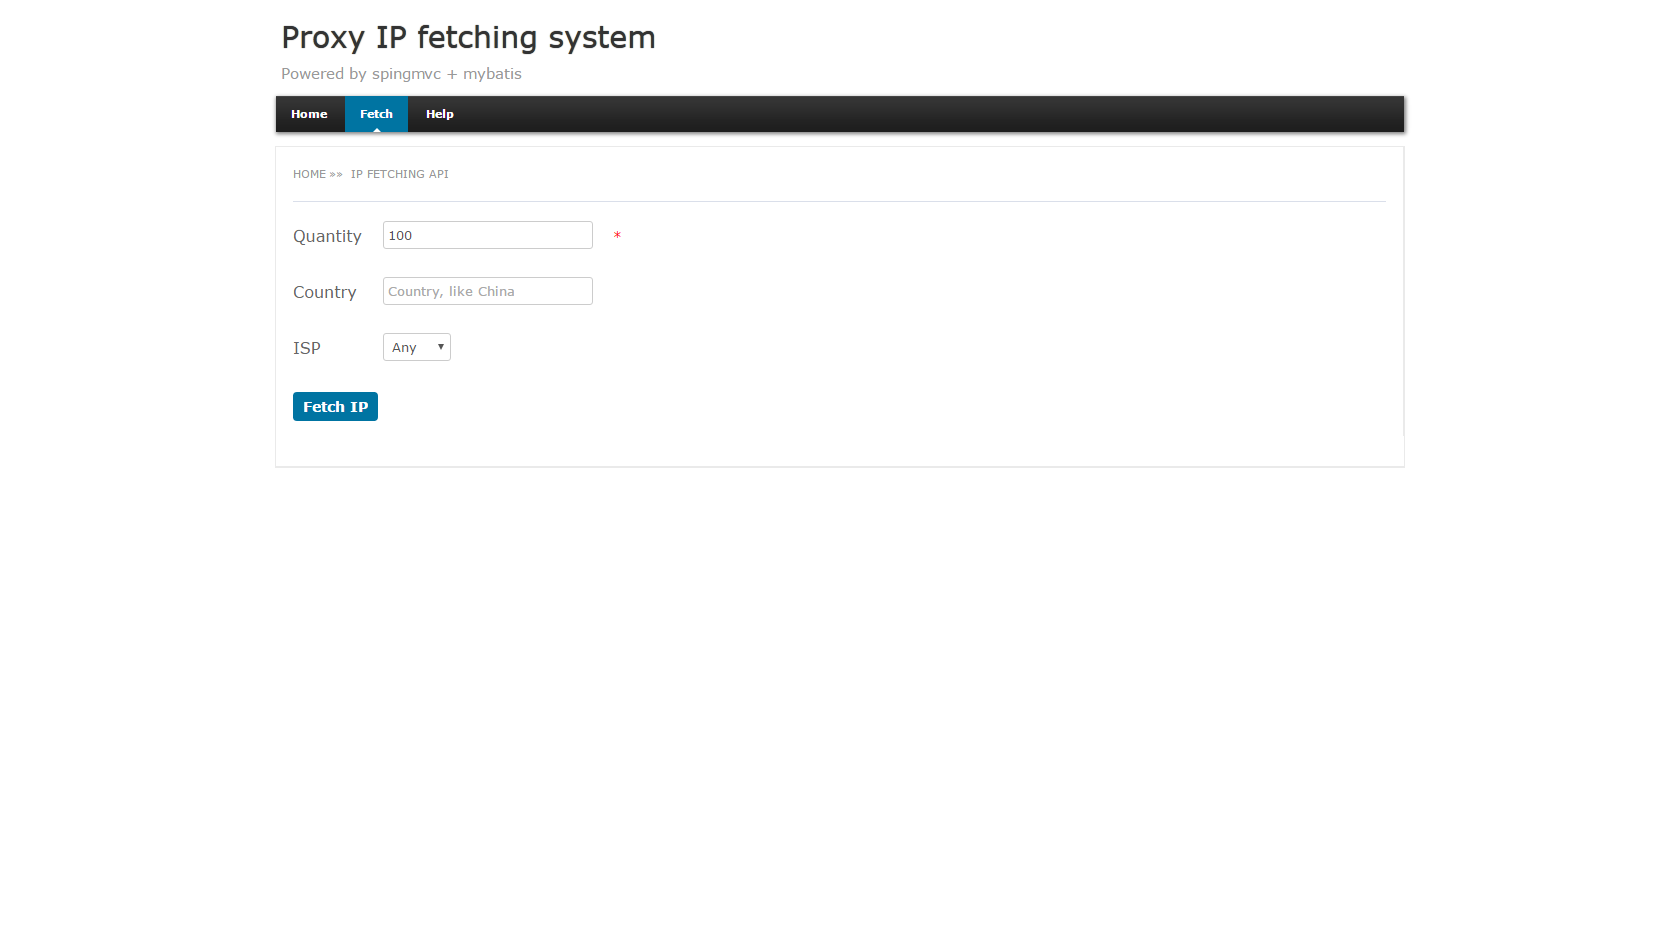 Proxy IP fetching system
Powered by spingmvc + mybatis
Home Fetch Help
HOME »» IP FETCHING API
Quantity 100 *
Country Country, like China
ISP Any
Fetch IP